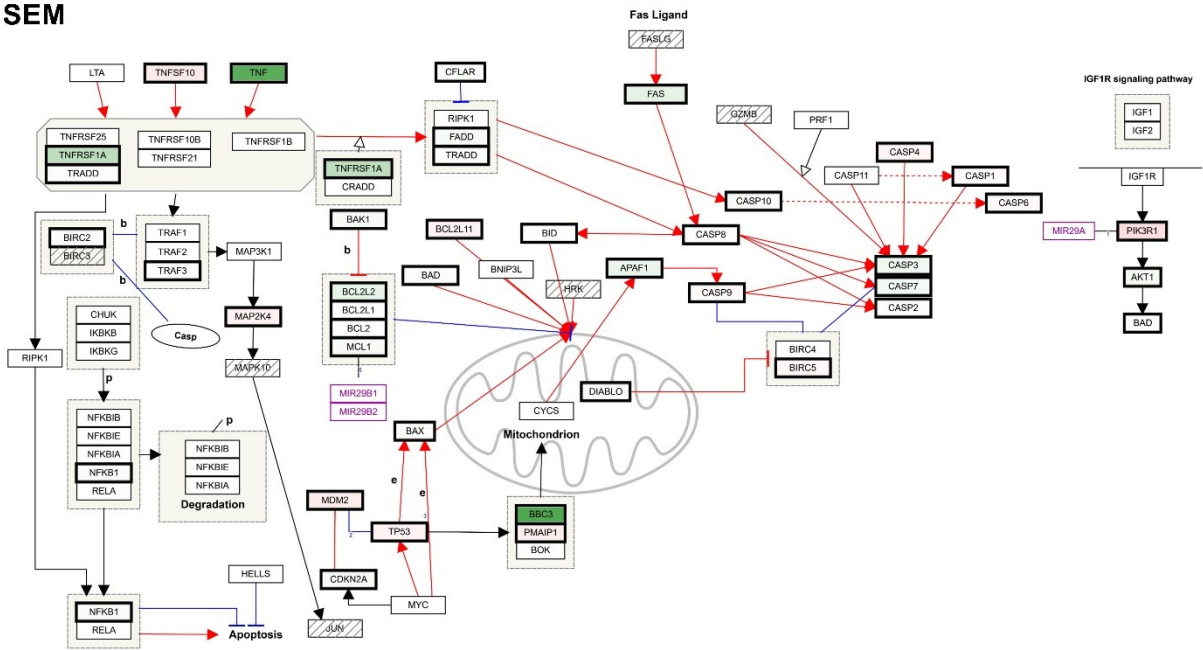 SEM
Fas Ligand
FASLG
LTA
TNFSF10
TNF
CFLAR
IGF1R signaling pathway
FAS
IGF1
IGF2
GZMB
PRF1
RIPK1
FADD
TRADD
TNFRSF25
TNFRSF1A
TRADD
TNFRSF10B
TNFRSF21
TNFRSF1B
CASP4
TNFRSF1A
CRADD
CASP11
CASP1
IGF1R
CASP10
CASP6
BAK1
b
BIRC2
BIRC3
b
TRAF1
TRAF2
TRAF3
MAP3K1
b
BCL2L11
BID
CASP8
MIR29A
PIK3R1
BAD
BNIP3L
HRK
APAF1
CASP9
CASP3
CASP7
CASP2
AKT1
BAD
BCL2L2
BCL2L1
BCL2
MCL1
CHUK
IKBKB
IKBKG
MAP2K4
Casp
RIPK1
MAPK10
BIRC4
BIRC5
p
MIR29B1
MIR29B2
DIABLO
CYCS
Mitochondrion
BAX
NFKBIB
NFKBIE
NFKBIA
NFKB1
RELA
p
NFKBIB
NFKBIE
NFKBIA
Degradation
e
e
MDM2
TP53
2
3
BBC3
PMAIP1
BOK
HELLS
CDKN2A
MYC
NFKB1
RELA
Apoptosis
JUN